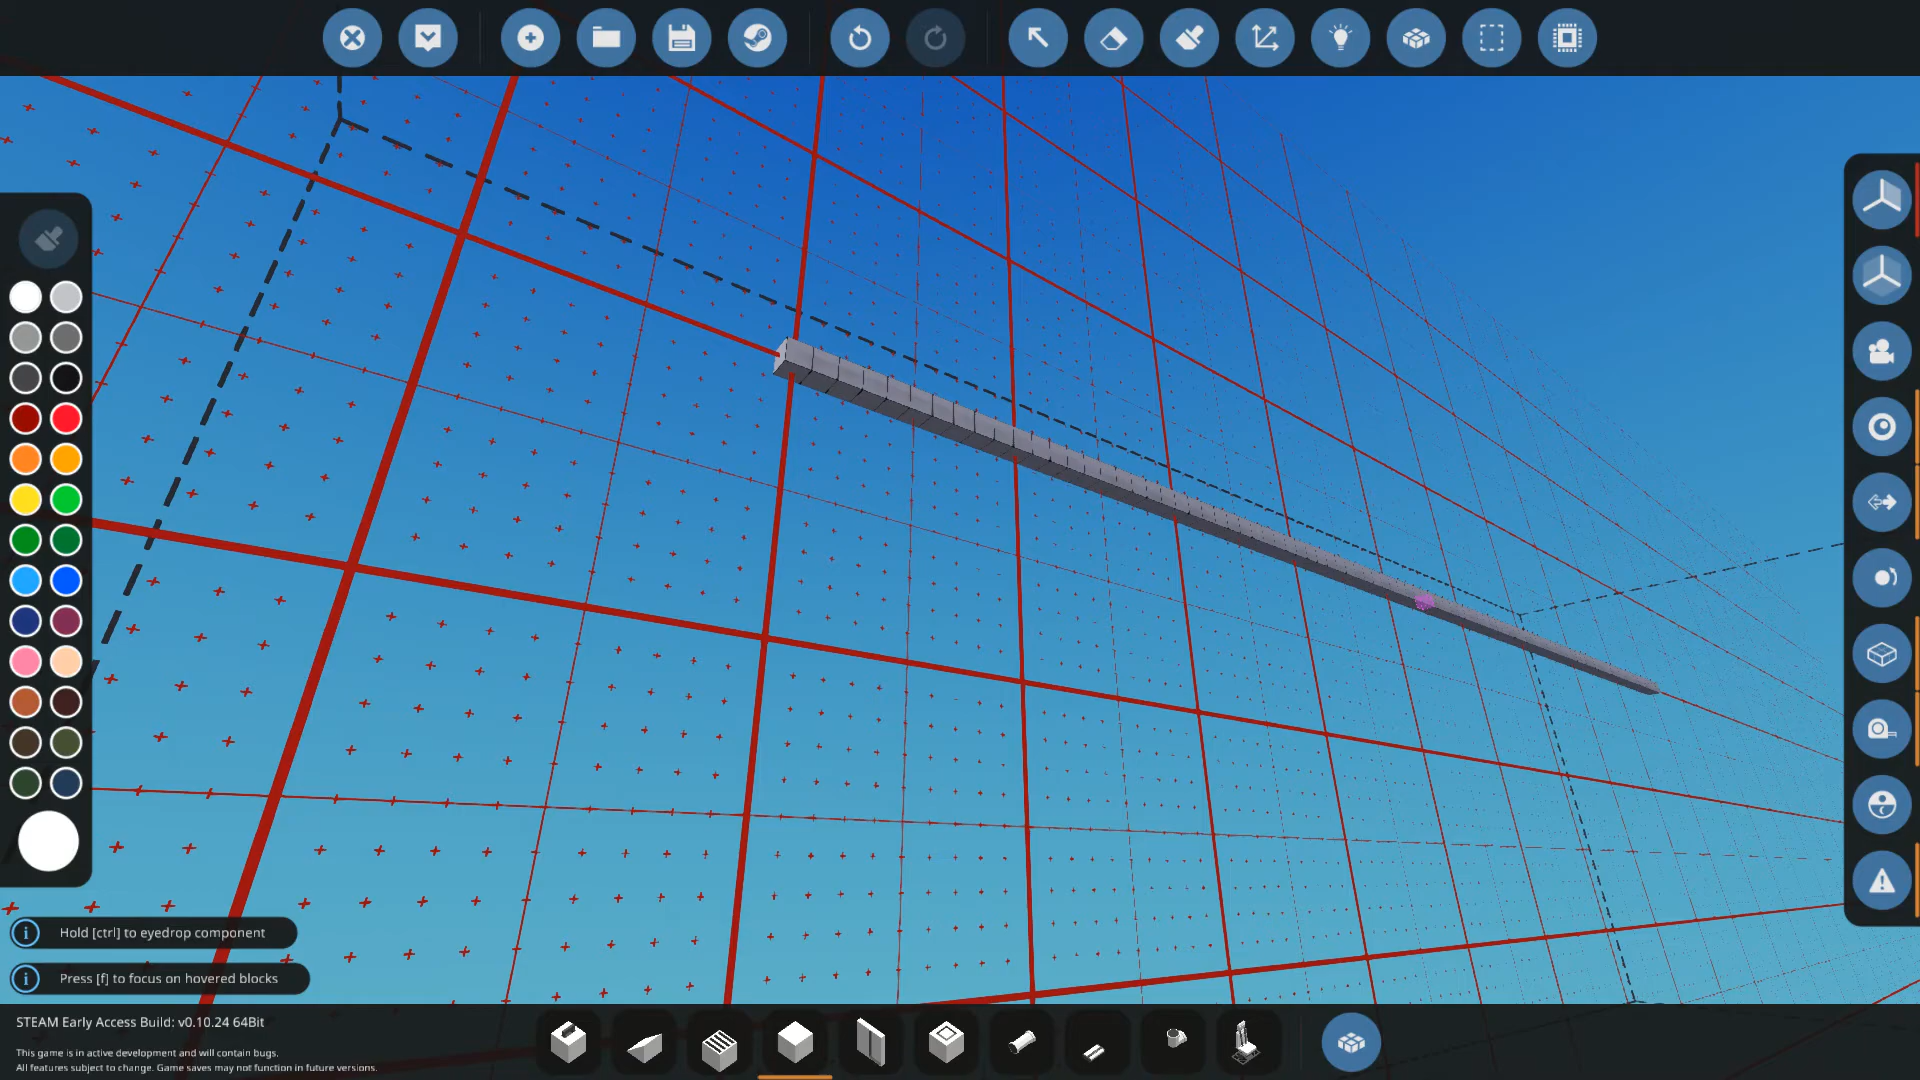 Hold [ctrl] to eyedrop component
Press [f] to focus on hovered blocks
STEAM Early Access Build: v0.10.24 64Bit
This game is in active development and will contain bugs.
All features subject to change. Game saves may not function in future versions.